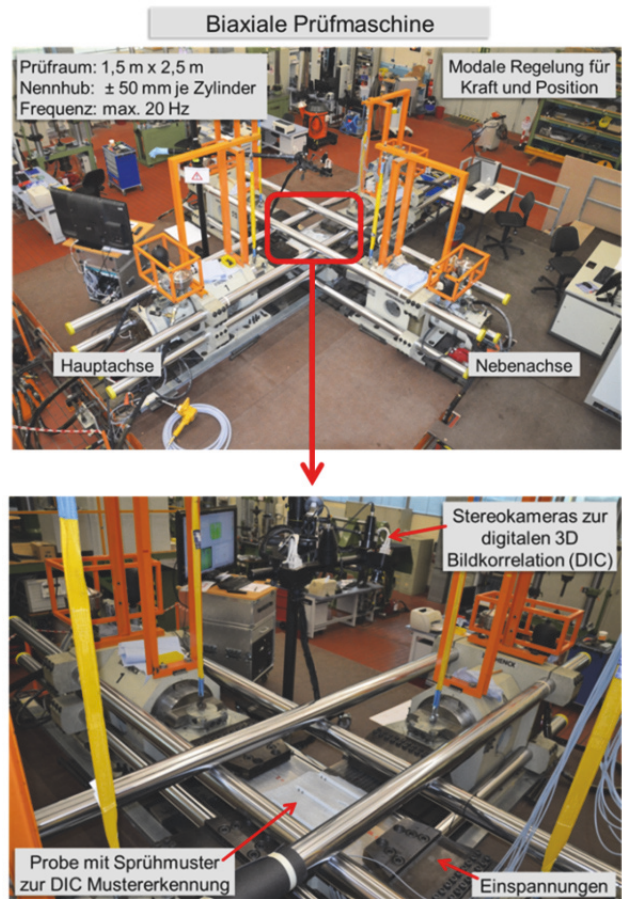 Biaxiale Prüfmaschine
Prüfraum: 1,5 m x 2,5 m
Nennhub: ± 50 mm je Zylinder
Frequenz: max. 20 Hz
Modale Regelung für
Kraft und Position
Hauptachse
Nebenachse
Stereokameras zur
digitalen 3D
Bildkorrelation (DIC)
1
Probe mit Sprühmuster
zur DIC Mustererkennung
Einspannungen